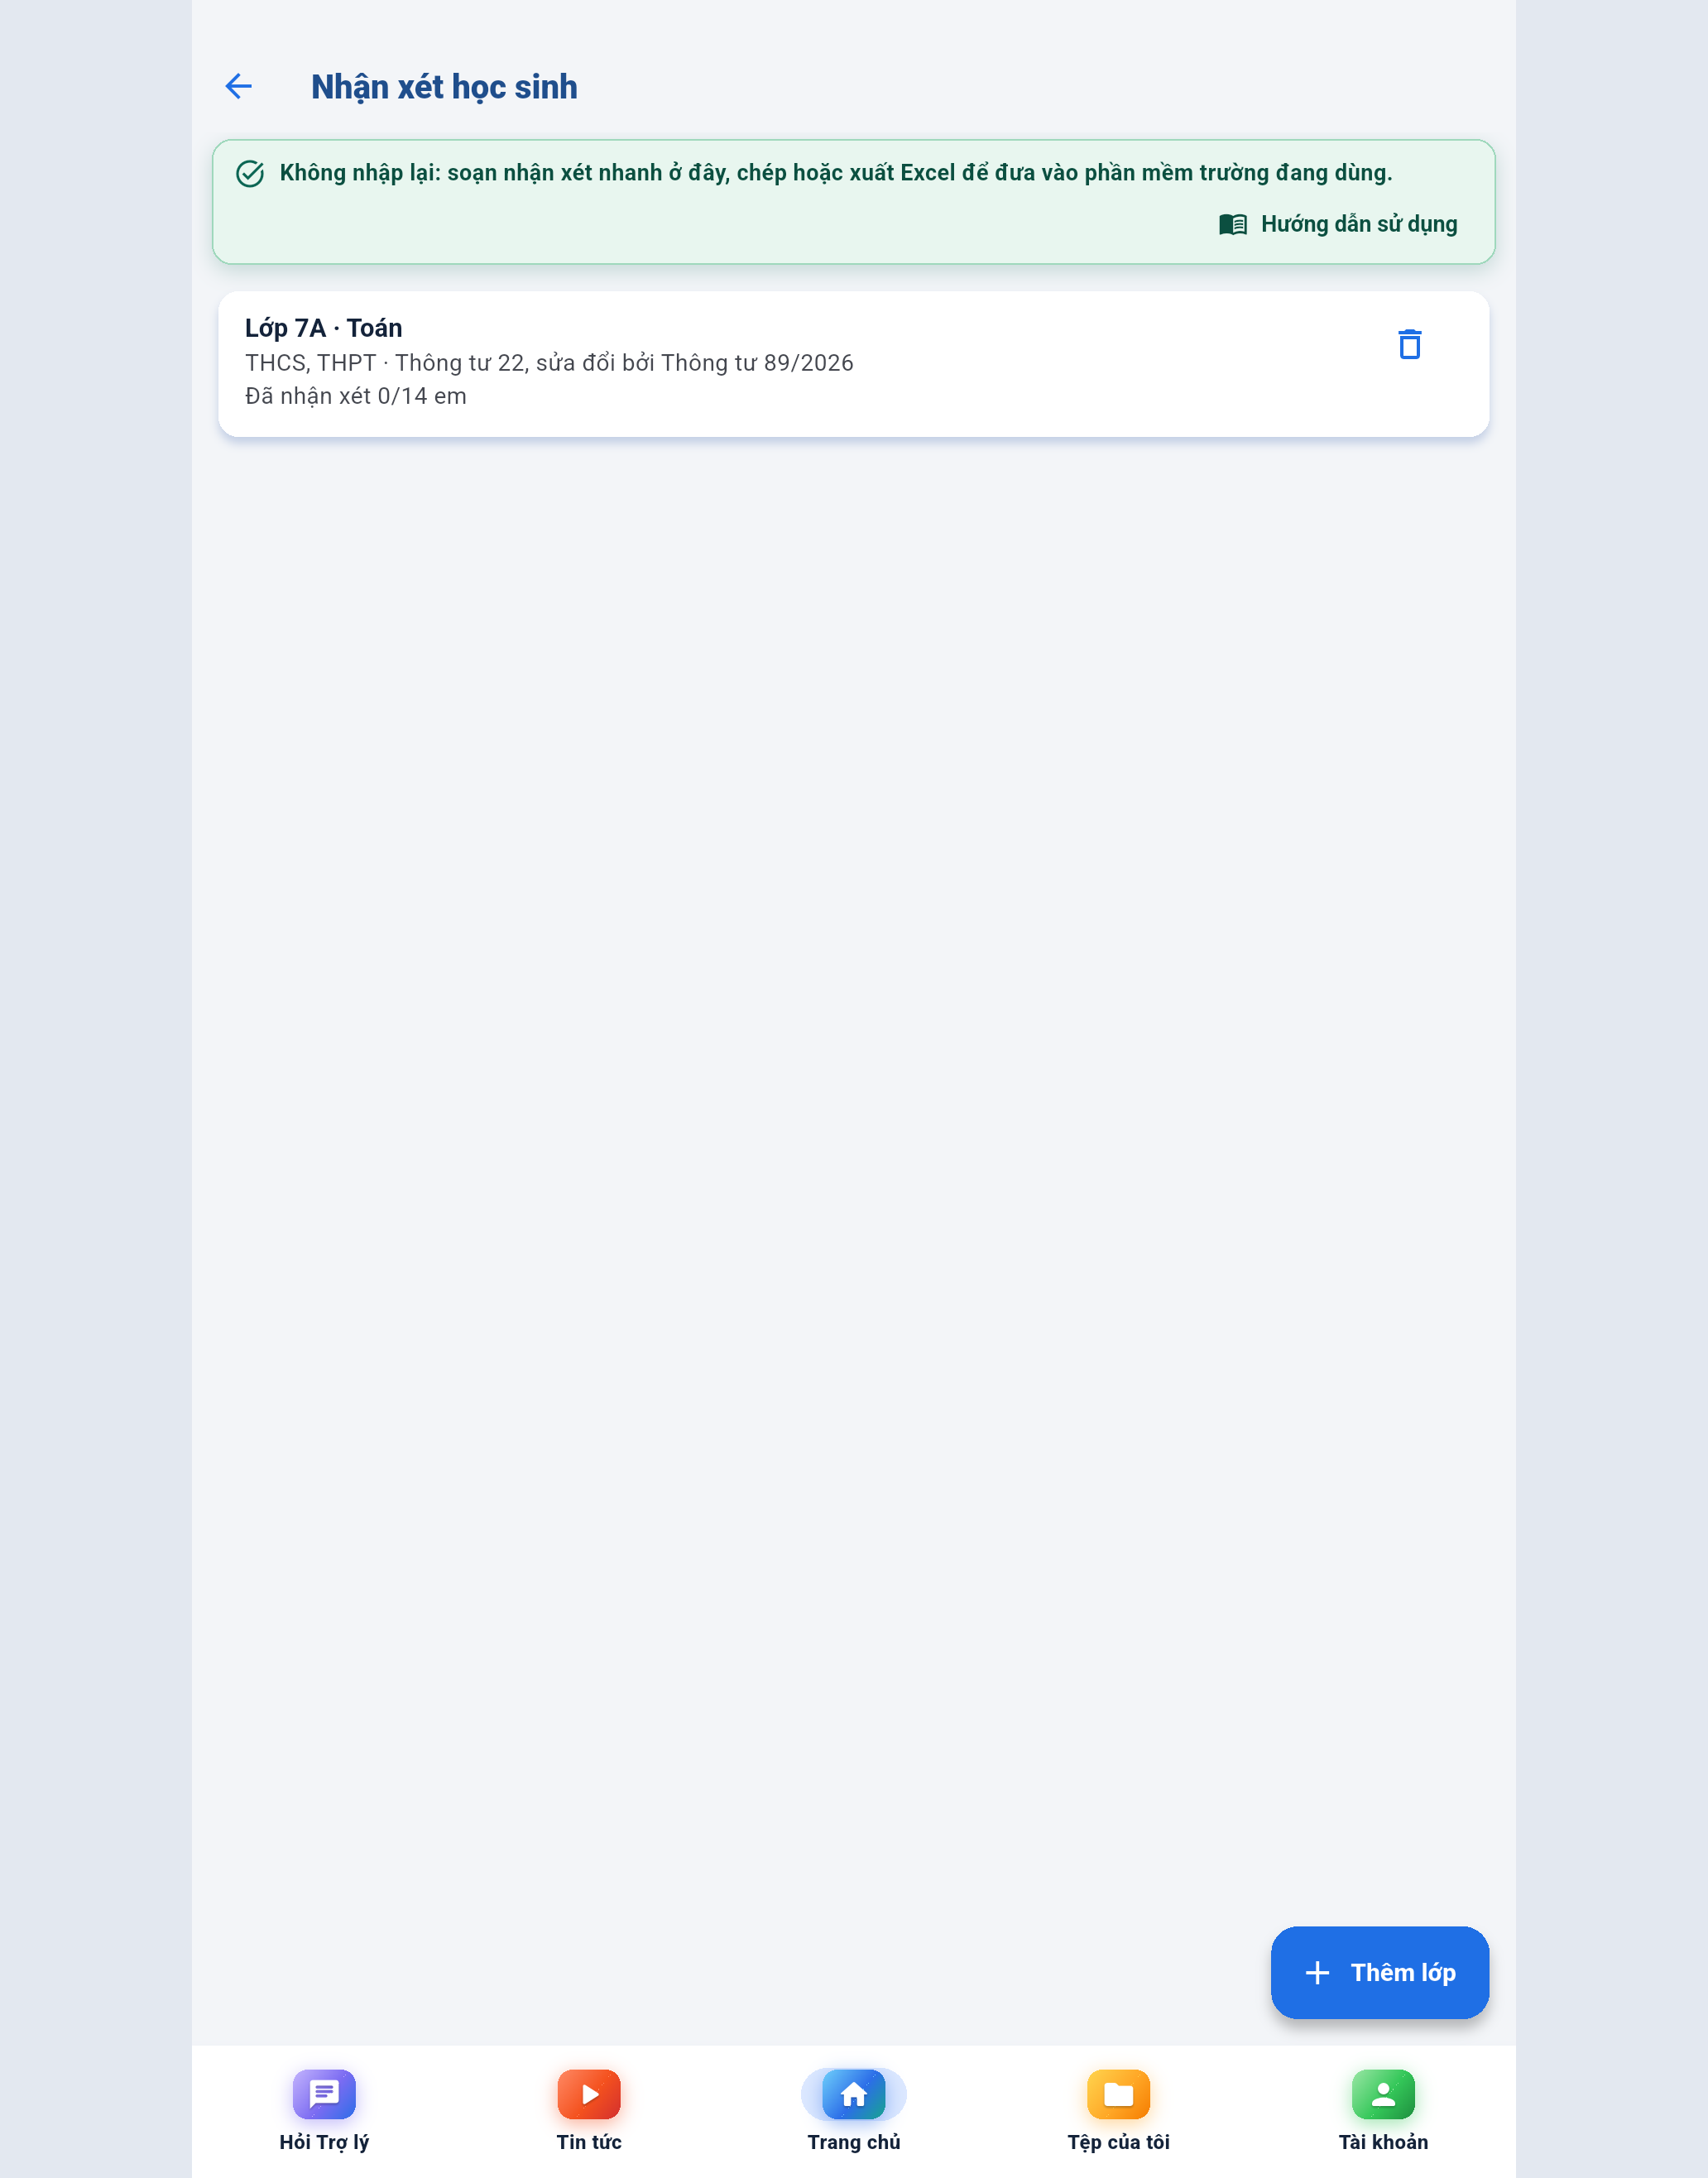 Nhận xét học sinh
Không nhập lại: soạn nhận xét nhanh ở đây, chép hoặc xuất Excel để đưa vào phần mềm trường đang dùng.
Hướng dẫn sử dụng
Lớp 7A · Toán
THCS, THPT · Thông tư 22, sửa đổi bởi Thông tư 89/2026
Đã nhận xét 0/14 em
Thêm lớp
Hỏi Trợ lý
Tin tức
Trang chủ
Tệp của tôi
Tài khoản